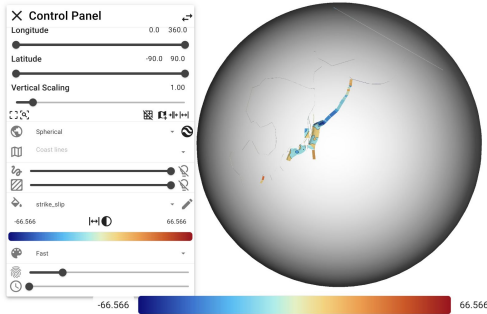 Control Panel
Longitude 0.0 360.0
Latitude -90.0 90.0
Vertical Scaling 1.00
Spherical
Coast lines
strike_slip
-66.566 66.566
Fast
-66.566 66.566